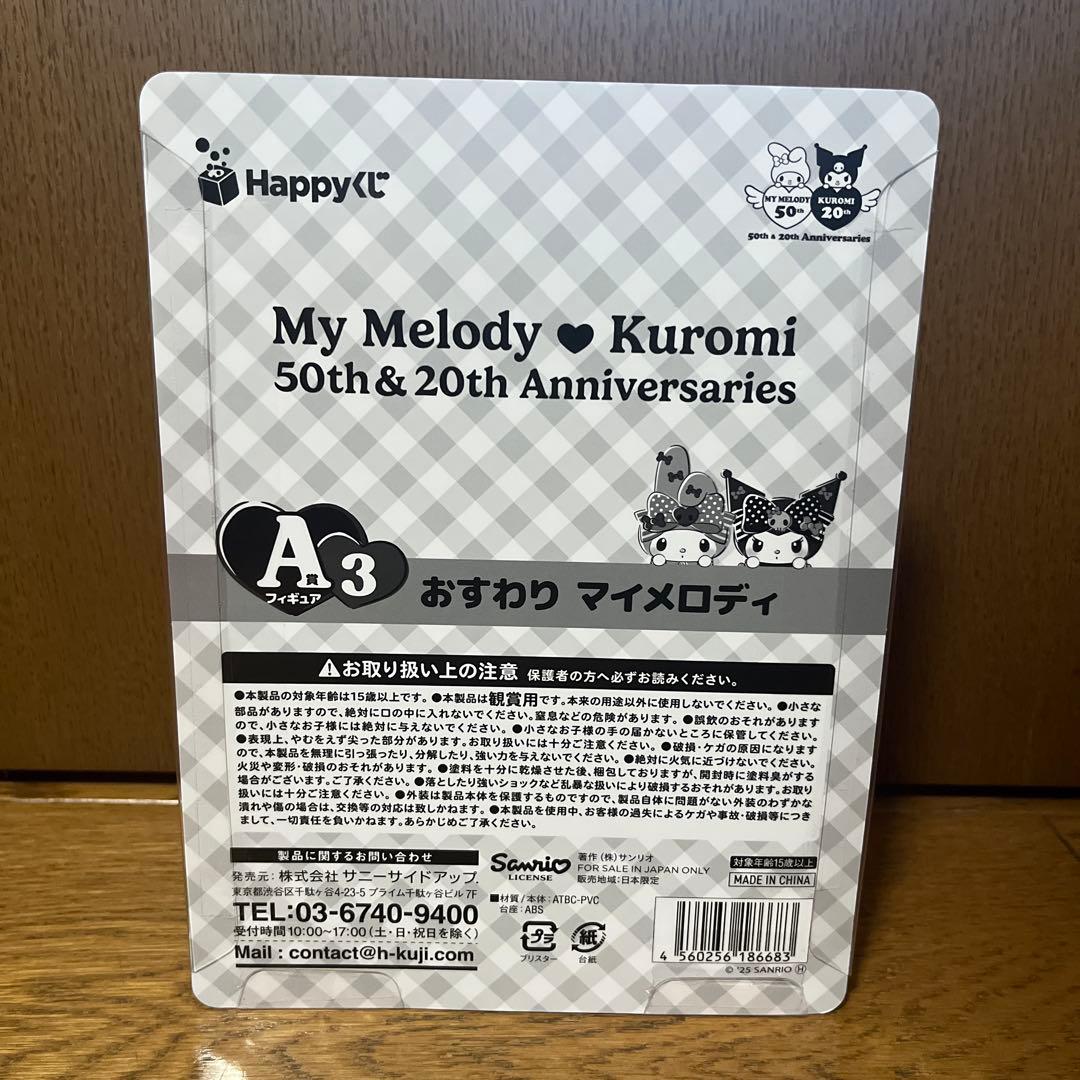 Happyくじ
MY MELODY 50th
KUROMI 20th
50th & 20th Anniversaries
My Melody ♥ Kuromi
50th & 20th Anniversaries
A賞
フィギュア
3
おすわり マイメロディ
⚠お取り扱い上の注意 保護者の方へ必ずお読みください。
●本製品の対象年齢は15歳以上です。●本製品は観賞用です。本来の用途以外に使用しないでください。●小さな
部品がありますので、絶対に口の中に入れないでください。窒息などの危険があります。●誤飲のおそれがあります
ので、小さなお子様には絶対に与えないでください。●小さなお子様の手の届かないところに保管してください。
●表現上、やむをえず尖った部分があります。お取り扱いには十分ご注意ください。●破損・ケガの原因になります
ので、本製品を無理に引っ張ったり、分解したり、強い力を与えないでください。●絶対に火気に近づけないでください。
火災や変形・破損のおそれがあります。●塗料を十分に乾燥させた後、梱包しておりますが、開封時に塗料臭がする
場合がございます。ご了承ください。●落としたり強いショックなど乱暴な扱いにより破損するおそれがあります。お取り
扱いには十分ご注意ください。●外装は製品本体を保護するものですので、製品自体に問題がない外装のわずかな
潰れや傷の場合は、交換等の対応は致しかねます。●本製品を使用中、お客様の過失によるケガや事故・破損等につき
まして、一切責任を負いかねます。あらかじめご了承ください。
製品に関するお問い合わせ
発売元：株式会社 サニーサイドアップ
東京都渋谷区千駄ヶ谷4-23-5 プライム千駄ヶ谷ビル 7F
TEL:03-6740-9400
受付時間10:00~17:00（土・日・祝日を除く）
Mail : contact@h-kuji.com
Sanrio
LICENSE
著作（株）サンリオ
FOR SALE IN JAPAN ONLY
販売地域：日本限定
■材質／本体：ATBC-PVC
台座：ABS
プラ
ブリスター
紙
台紙
対象年齢15歳以上
MADE IN CHINA
4 560256 186683
© '25 SANRIO Ⓗ